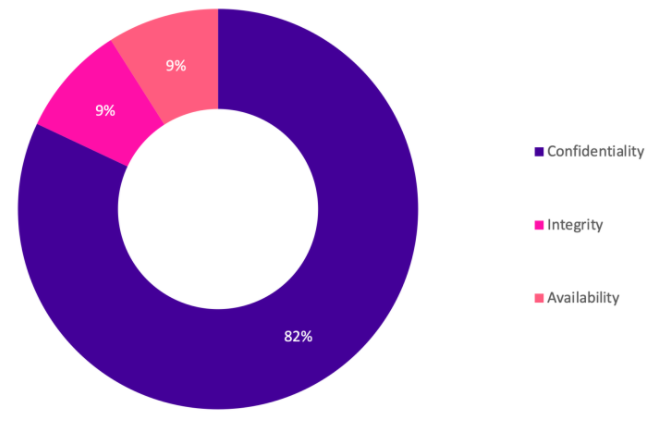 9%
9%
82%
Confidentiality
Integrity
Availability